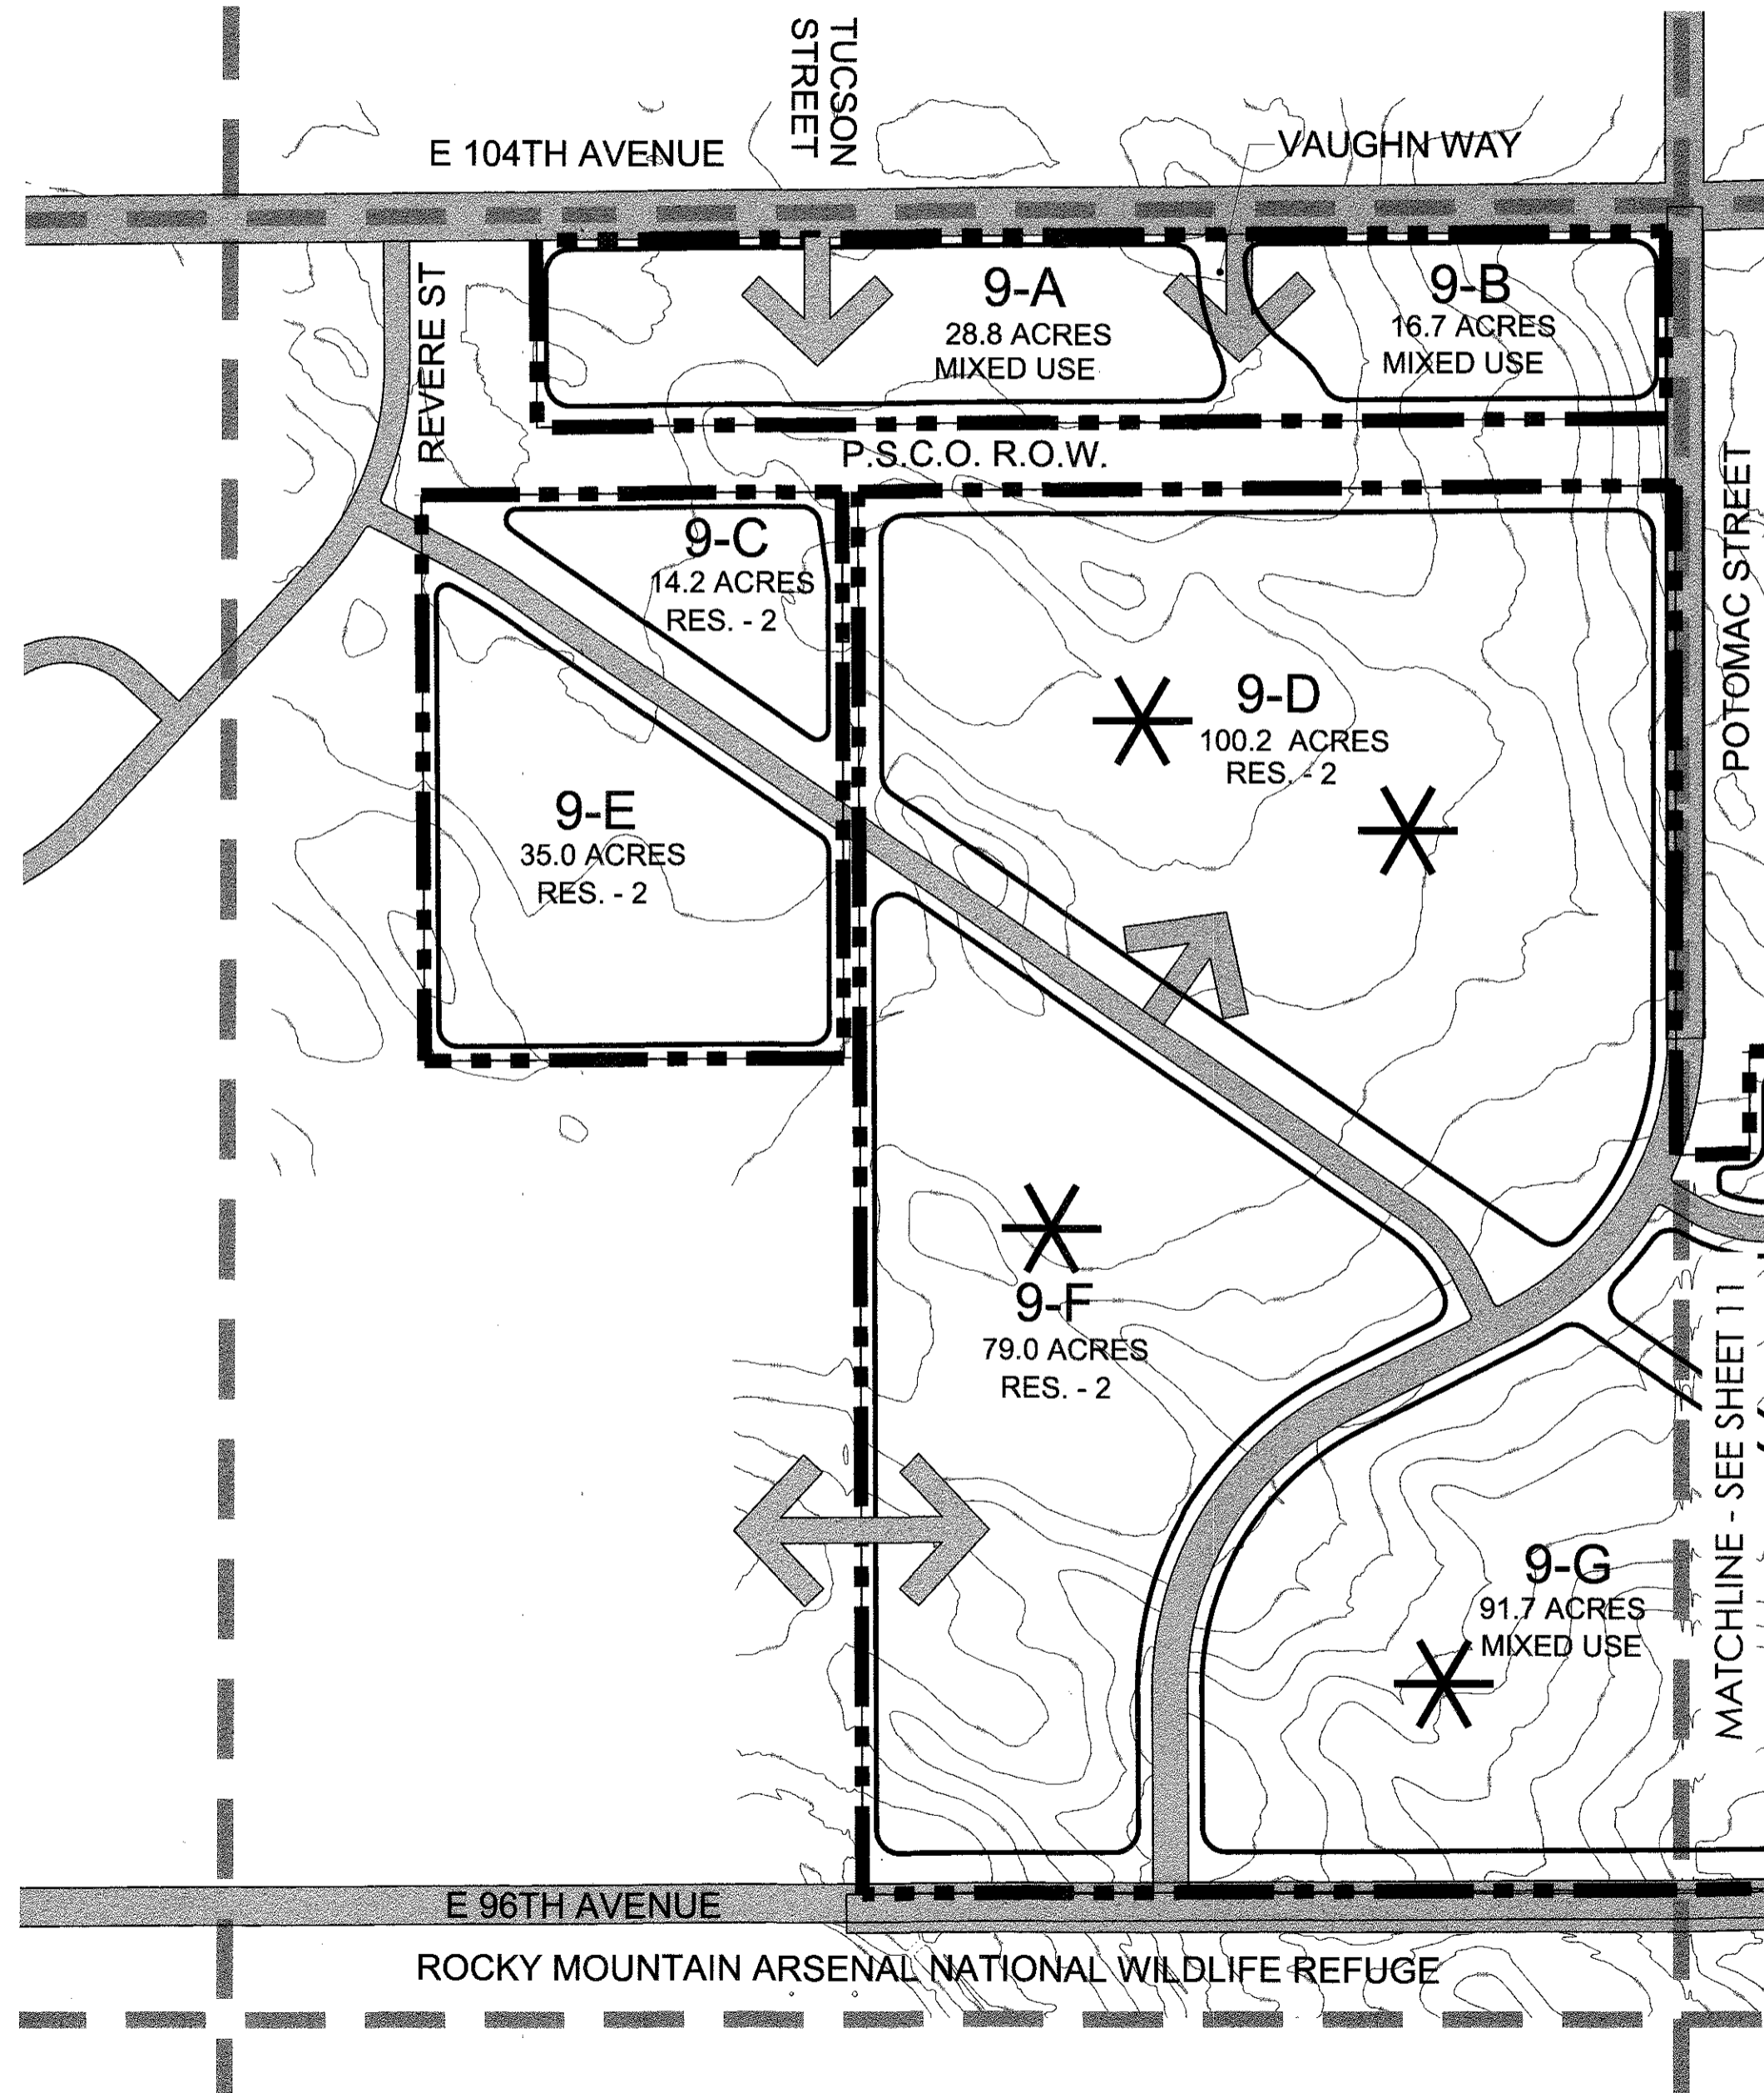 TUCSON
STREET
E 104TH AVENUE
VAUGHN WAY
REVERE ST
9-A
28.8 ACRES
MIXED USE
9-B
16.7 ACRES
MIXED USE
P.S.C.O. R.O.W.
POTOMAC STREET
9-C
14.2 ACRES
RES. - 2
9-D
100.2 ACRES
RES. - 2
9-E
35.0 ACRES
RES. - 2
9-F
79.0 ACRES
RES. - 2
MATCHLINE - SEE SHEET 11
9-G
91.7 ACRES
MIXED USE
E 96TH AVENUE
ROCKY MOUNTAIN ARSENAL NATIONAL WILDLIFE REFUGE